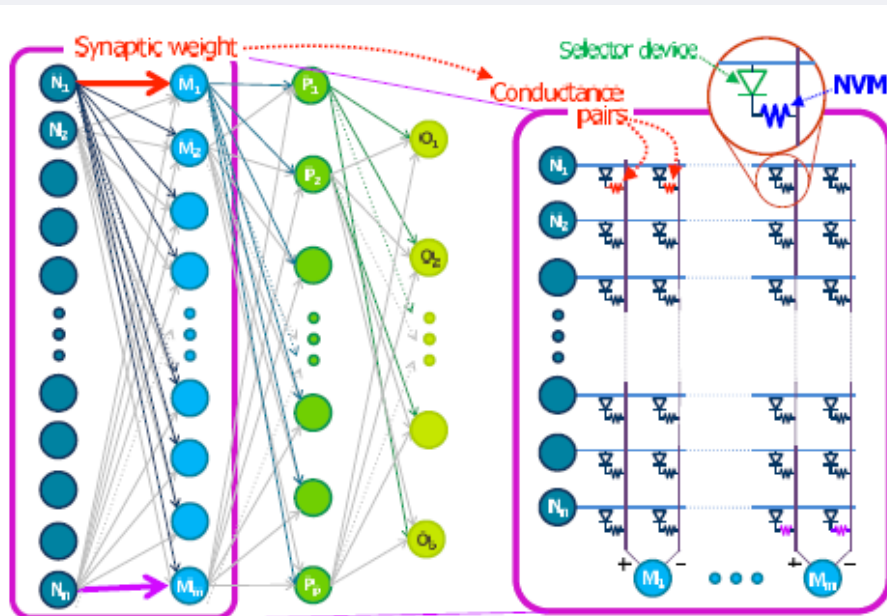 Synaptic weight
Selector device
NVM
Conductance
pairs
N₁
M₁
P₁
N₂
M₂
O₁
P₂
O₂
Nₙ
Mₘ
Pₚ
N₁
N₂
Nₙ
+
-
+
-
M₁
Mₘ